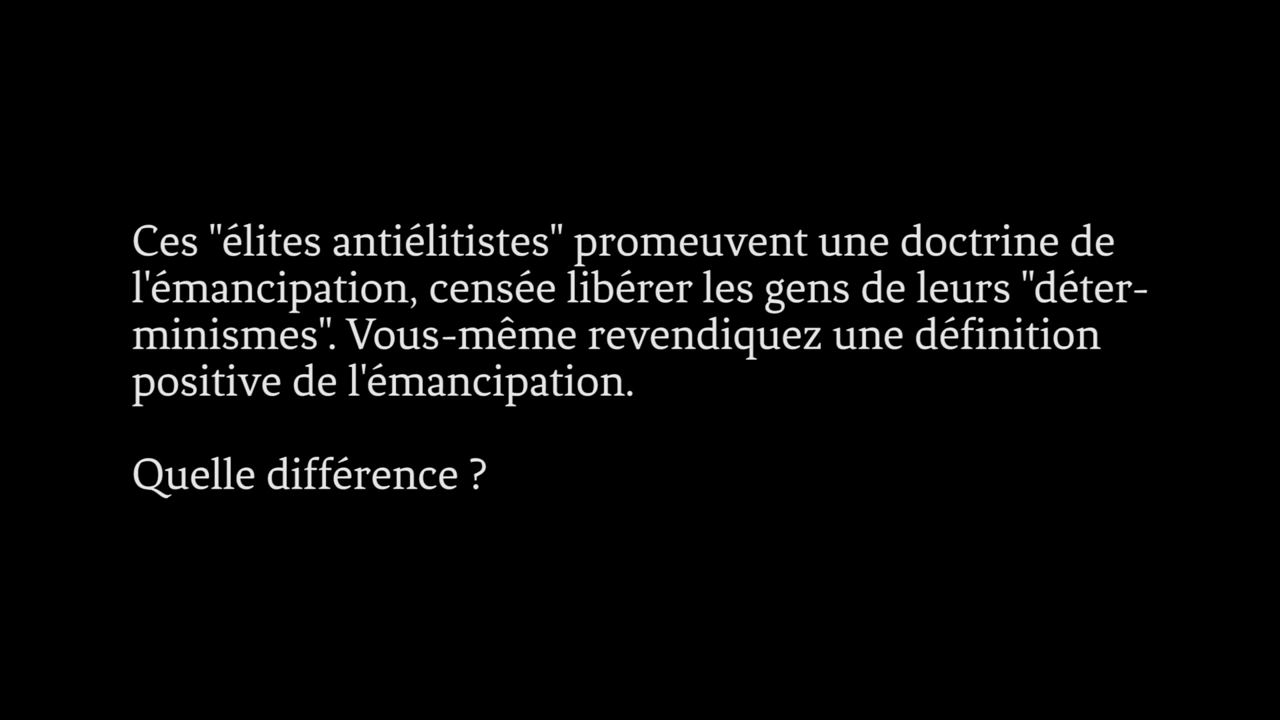 Ces "élites antiélitistes" promeuvent une doctrine de
l'émancipation, censée libérer les gens de leurs "déter-
minismes". Vous-même revendiquez une définition
positive de l'émancipation.
Quelle différence ?